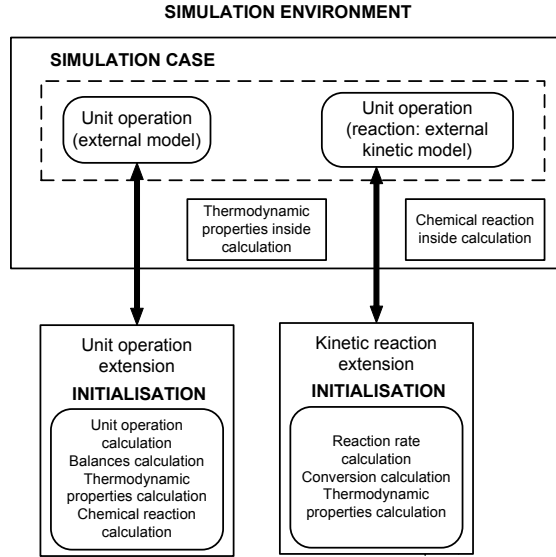 SIMULATION ENVIRONMENT
SIMULATION CASE
Unit operation
(external model)
Unit operation
(reaction: external
kinetic model)
Thermodynamic
properties inside
calculation
Chemical reaction
inside calculation
Unit operation
extension
INITIALISATION
Unit operation
calculation
Balances calculation
Thermodynamic
properties calculation
Chemical reaction
calculation
Kinetic reaction
extension
INITIALISATION
Reaction rate
calculation
Conversion calculation
Thermodynamic
properties calculation